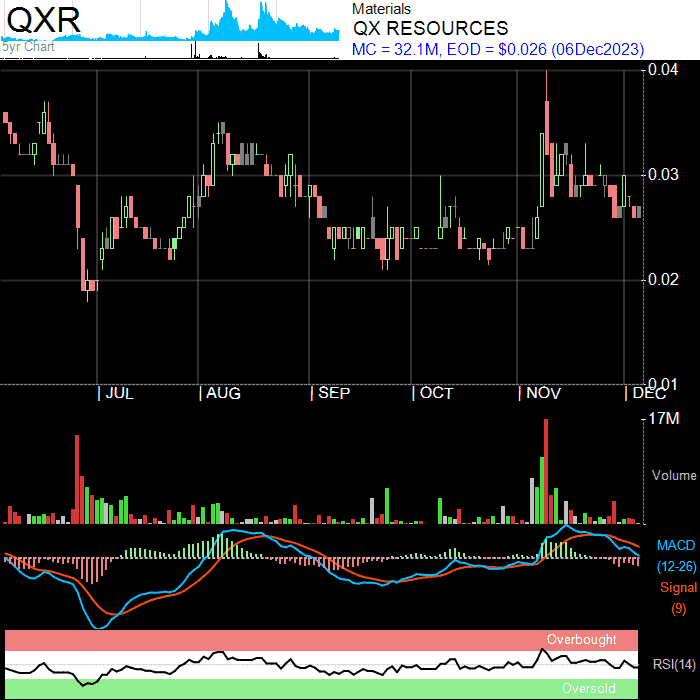 QXR
5yr Chart
Materials
QX RESOURCES
MC = 32.1M, EOD = $0.026 (06Dec2023)
0.04
0.03
0.02
0.01
| JUL | AUG | SEP | OCT | NOV | DEC
17M
Volume
MACD
(12-26)
Signal
(9)
Overbought
RSI(14)
Oversold